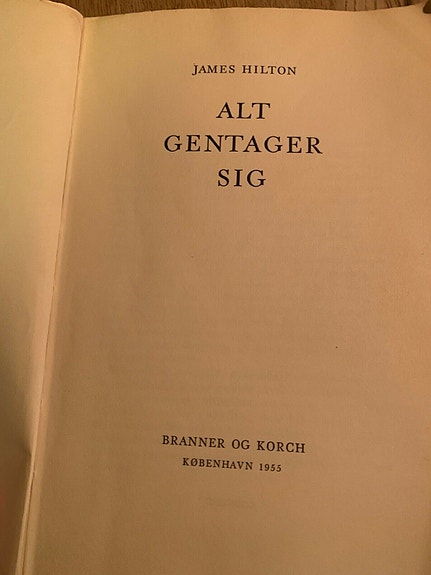 JAMES HILTON
ALT
GENTAGER
SIG
BRANNER OG KORCH
KØBENHAVN 1955